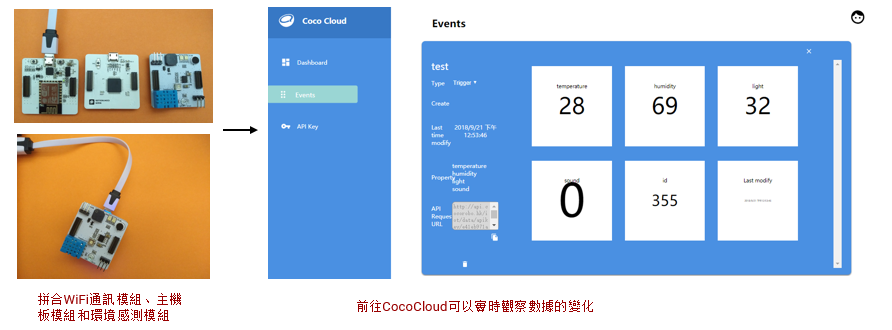 Coco Cloud
Dashboard
Events
API Key
Events
test
Type Trigger
Create
Last time modify
2018/9/21 下午 12:53:46
Property
temperature
humidity
light
sound
API Reques URL
temperature
28
humidity
69
light
32
sound
0
id
355
Last modify
拼合WiFi通訊模組、主機
板模組和環境感測模組
前往CocoCloud可以實時觀察數據的變化